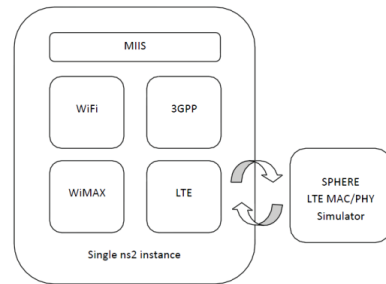 MIIS
WiFi
3GPP
WiMAX
LTE
Single ns2 instance
SPHERE
LTE MAC/PHY
Simulator